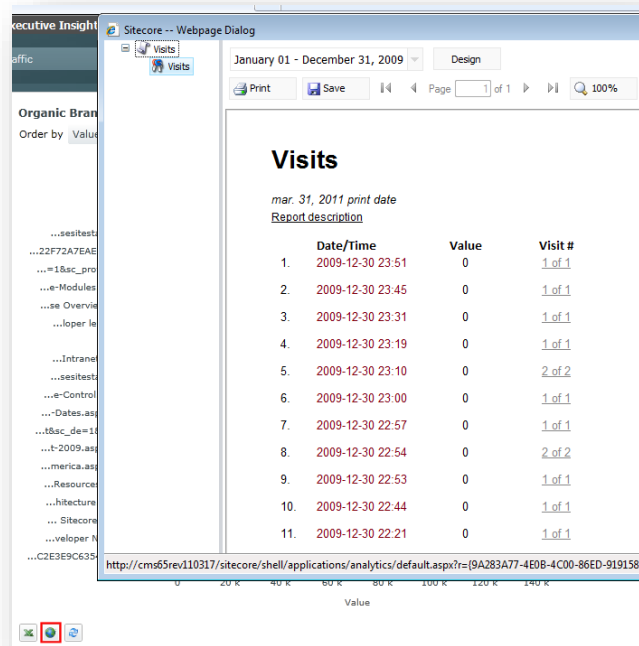 xecutive Insight
affic
Organic Bran
Order by Value
...sesitesta
...22F72A7EAE
...=1&sc_pro
...e-Modules
...se Overvie
...loper le
...Intranet
...sesitesta
...e-Control
...-Dates.asp
...t&sc_de=1&
...t-2009.asp
...merica.asp
...Resources
...hitecture
... Sitecore
...veloper N
...C2E3E9C6354
Sitecore -- Webpage Dialog
Visits
Visits
January 01 - December 31, 2009 Design
Print Save Page 1 of 1 100%
Visits
mar. 31, 2011 print date
Report description
Date/Time Value Visit #
1. 2009-12-30 23:51 0 1 of 1
2. 2009-12-30 23:45 0 1 of 1
3. 2009-12-30 23:31 0 1 of 1
4. 2009-12-30 23:19 0 1 of 1
5. 2009-12-30 23:10 0 2 of 2
6. 2009-12-30 23:00 0 1 of 1
7. 2009-12-30 22:57 0 1 of 1
8. 2009-12-30 22:54 0 2 of 2
9. 2009-12-30 22:53 0 1 of 1
10. 2009-12-30 22:44 0 1 of 1
11. 2009-12-30 22:21 0 1 of 1
http://cms65rev110317/sitecore/shell/applications/analytics/default.aspx?r={9A283A77-4E0B-4C00-86ED-919158
0 20 k 40 k 60 k 80 k 100 k 120 k 140 k
Value